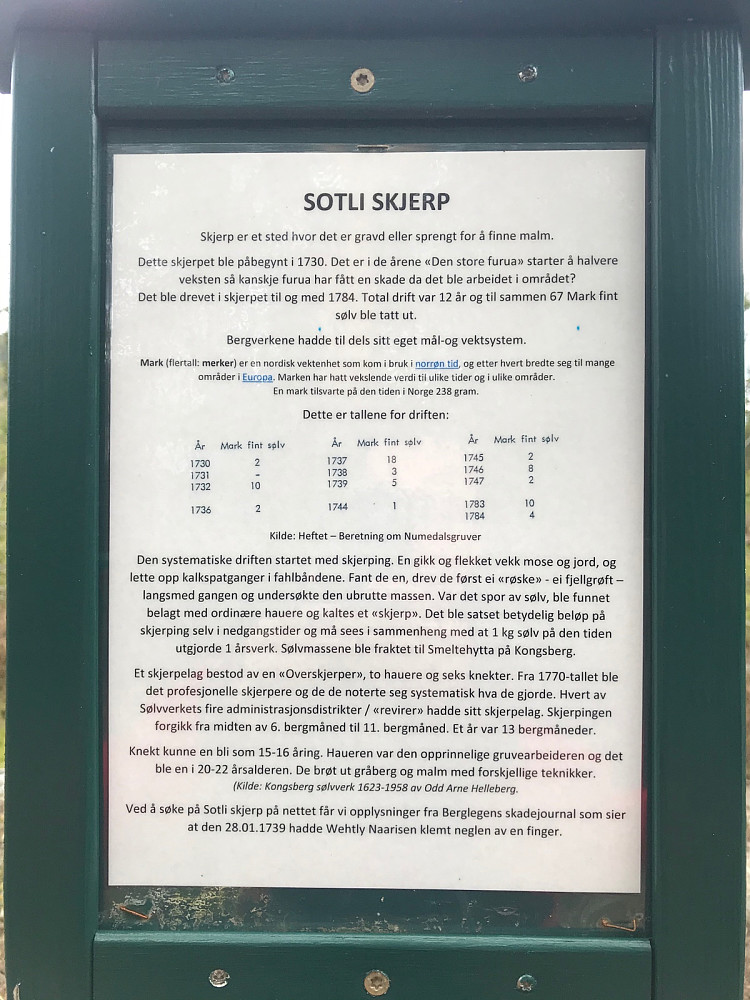 SOTLI SKJERP
Skjerp er et sted hvor det er gravd eller sprengt for å finne malm.
Dette skjerpet ble påbegynt i 1730. Det er i de årene «Den store furua» starter å halvere
veksten så kanskje furua har fått en skade da det ble arbeidet i området?
Det ble drevet i skjerpet til og med 1784. Total drift var 12 år og til sammen 67 Mark fint
sølv ble tatt ut.
Bergverkene hadde til dels sitt eget mål-og vektsystem.
Mark (flertall: merker) er en nordisk vektenhet som kom i bruk i norrøn tid, og etter hvert bredte seg til mange
områder i Europa. Marken har hatt vekslende verdi til ulike tider og i ulike områder.
En mark tilsvarte på den tiden i Norge 238 gram.
Dette er tallene for driften:
År Mark fint sølv År Mark fint sølv År Mark fint sølv
1730 2 1737 18 1745 2
1731 - 1738 3 1746 8
1732 10 1739 5 1747 2
1736 2 1744 1 1783 10
1784 4
Kilde: Heftet – Beretning om Numedalsgruver
Den systematiske driften startet med skjerping. En gikk og flekket vekk mose og jord, og
lette opp kalkspatganger i fahlbåndene. Fant de en, drev de først ei «røske» - ei fjellgrøft –
langsmed gangen og undersøkte den ubrutte massen. Var det spor av sølv, ble funnet
belagt med ordinære hauere og kaltes et «skjerp». Det ble satset betydelig beløp på
skjerping selv i nedgangstider og må sees i sammenheng med at 1 kg sølv på den tiden
utgjorde 1 årsverk. Sølvmassene ble fraktet til Smeltehytta på Kongsberg.
Et skjerpelag bestod av en «Overskjerper», to hauere og seks knekter. Fra 1770-tallet ble
det profesjonelle skjerpere og de de noterte seg systematisk hva de gjorde. Hvert av
Sølvverkets fire administrasjonsdistrikter / «revirer» hadde sitt skjerpelag. Skjerpingen
forgikk fra midten av 6. bergmåned til 11. bergmåned. Et år var 13 bergmåneder.
Knekt kunne en bli som 15-16 åring. Haueren var den opprinnelige gruvearbeideren og det
ble en i 20-22 årsalderen. De brøt ut gråberg og malm med forskjellige teknikker.
(Kilde: Kongsberg sølvverk 1623-1958 av Odd Arne Helleberg.
Ved å søke på Sotli skjerp på nettet får vi opplysninger fra Berglegens skadejournal som sier
at den 28.01.1739 hadde Wehtly Naarisen klemt neglen av en finger.